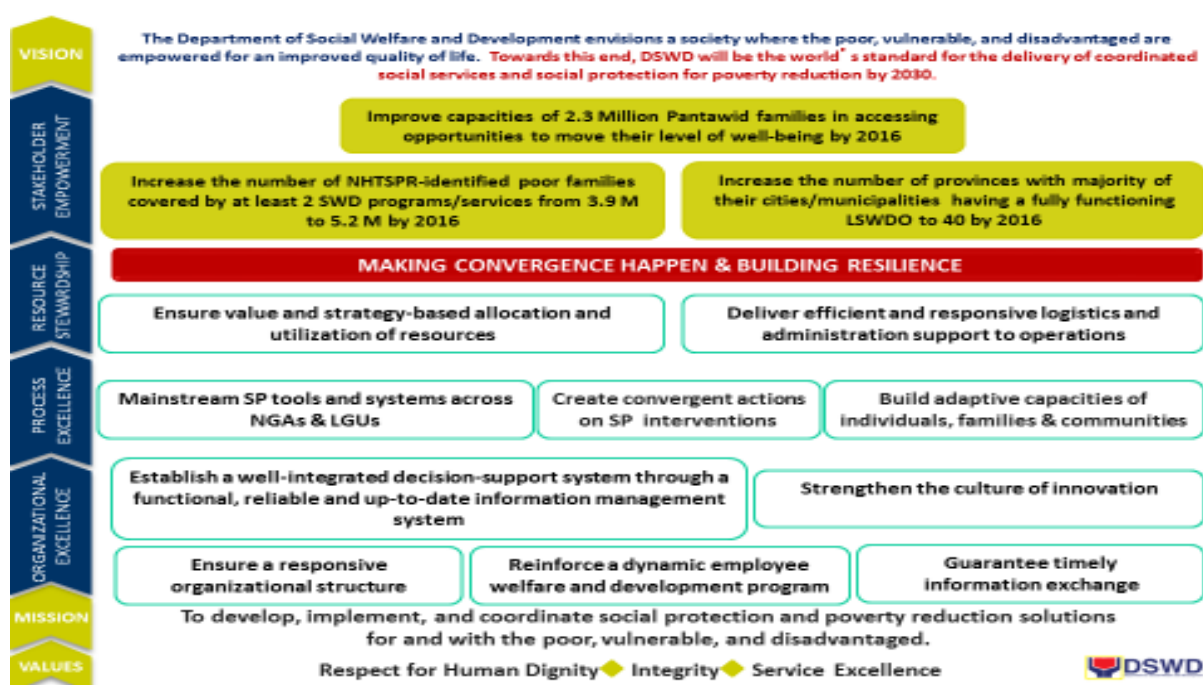 VISION
The Department of Social Welfare and Development envisions a society where the poor, vulnerable, and disadvantaged are
empowered for an improved quality of life. Towards this end, DSWD will be the world's standard for the delivery of coordinated
social services and social protection for poverty reduction by 2030.
STAKEHOLDER
EMPOWERMENT
Improve capacities of 2.3 Million Pantawid families in accessing
opportunities to move their level of well-being by 2016
Increase the number of NHTSPR-identified poor families
covered by at least 2 SWD programs/services from 3.9 M
to 5.2 M by 2016
Increase the number of provinces with majority of
their cities/municipalities having a fully functioning
LSWDO to 40 by 2016
RESOURCE
STEWARDSHIP
MAKING CONVERGENCE HAPPEN & BUILDING RESILIENCE
Ensure value and strategy-based allocation and
utilization of resources
Deliver efficient and responsive logistics and
administration support to operations
PROCESS
EXCELLENCE
Mainstream SP tools and systems across
NGAs & LGUs
Create convergent actions
on SP interventions
Build adaptive capacities of
individuals, families & communities
ORGANIZATIONAL
EXCELLENCE
Establish a well-integrated decision-support system through a
functional, reliable and up-to-date information management
system
Strengthen the culture of innovation
Ensure a responsive
organizational structure
Reinforce a dynamic employee
welfare and development program
Guarantee timely
information exchange
MISSION
To develop, implement, and coordinate social protection and poverty reduction solutions
for and with the poor, vulnerable, and disadvantaged.
VALUES
Respect for Human Dignity Integrity Service Excellence
DSWD